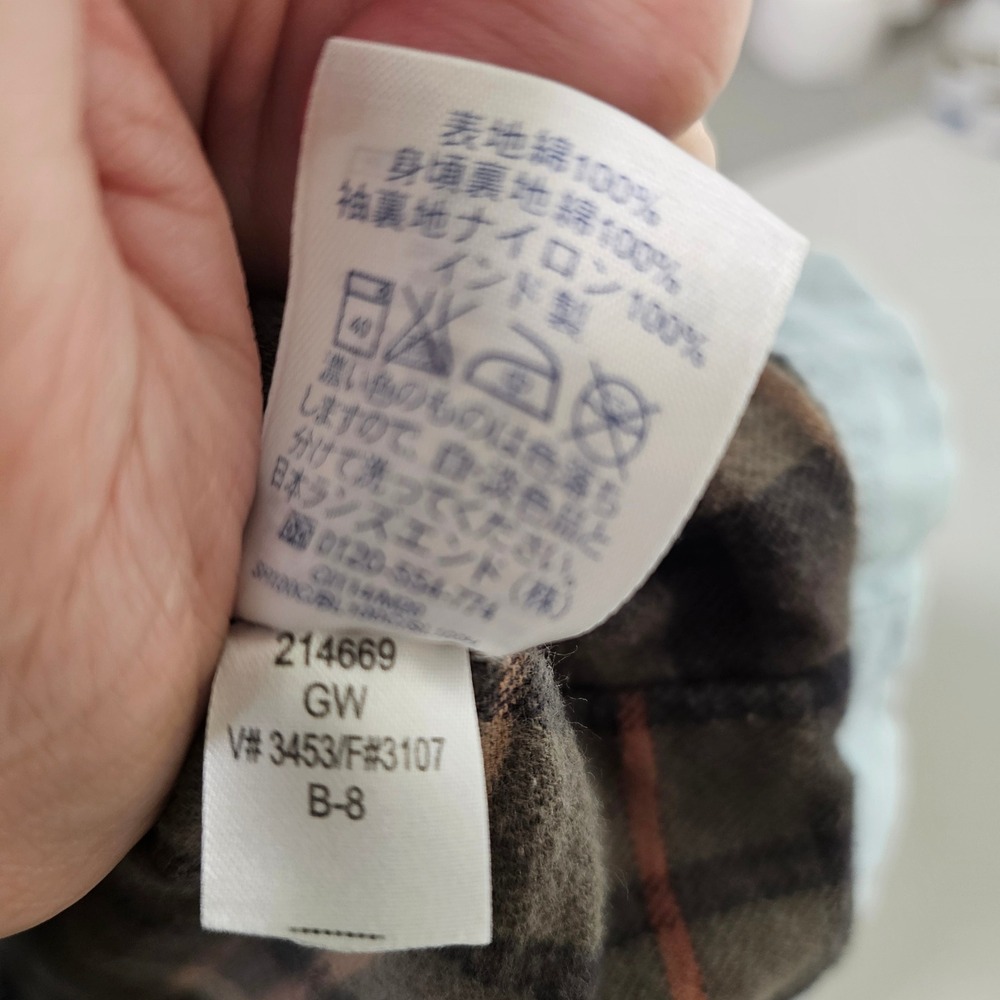 表地綿100%
身頃裏地綿100%
袖裏地ナイロン100%
インド製
40
濃い色のものは色落ち
しますので、白・淡色品と
分けて洗ってください。
日本ランズエンド(株)
0120-554-774
214669
GW
V# 3453/F#3107
B-8